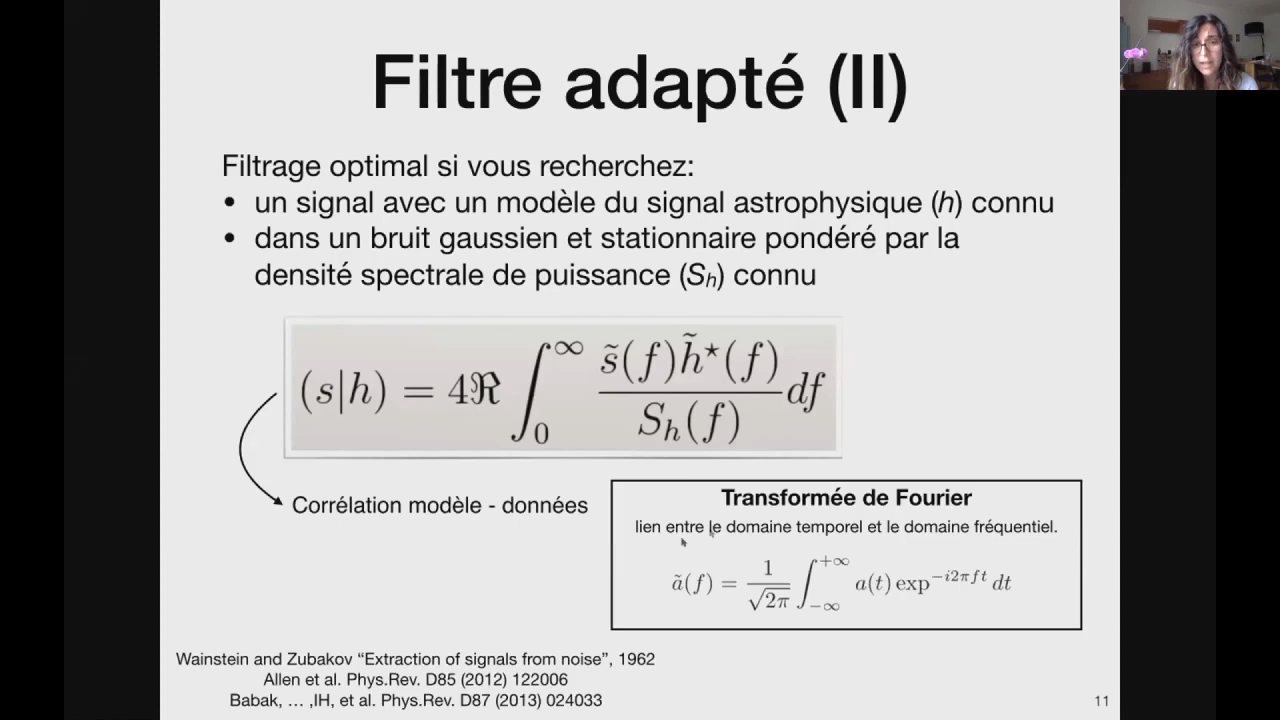 Filtre adapté (II)
Filtrage optimal si vous recherchez:
• un signal avec un modèle du signal astrophysique (h) connu
• dans un bruit gaussien et stationnaire pondéré par la
densité spectrale de puissance (Sₕ) connu
(s|h) = 4ℜ ∫₀^∞ s̃(f)h̃⋆(f) / Sₕ(f) df
Corrélation modèle - données
Transformée de Fourier
lien entre le domaine temporel et le domaine fréquentiel.
ã(f) = 1/√2π ∫₋∞^+∞ a(t) exp^−i2πft dt
Wainstein and Zubakov “Extraction of signals from noise”, 1962
Allen et al. Phys.Rev. D85 (2012) 122006
Babak, … ,IH, et al. Phys.Rev. D87 (2013) 024033
11